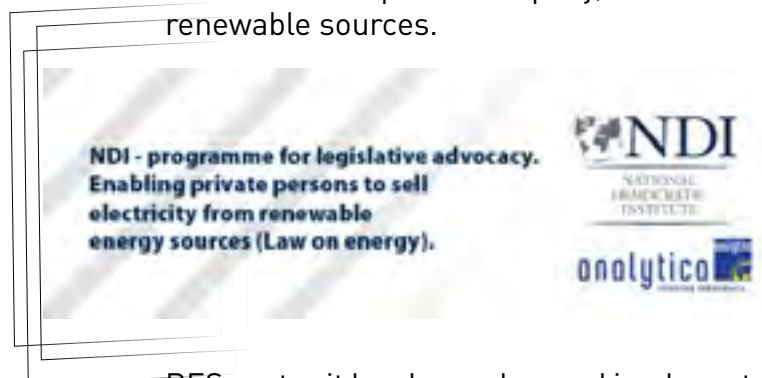 renewable sources.
NDI - programme for legislative advocacy.
Enabling private persons to sell
electricity from renewable
energy sources (Law on energy).
NDI
NATIONAL
DEMOCRATIC
INSTITUTE
analytica